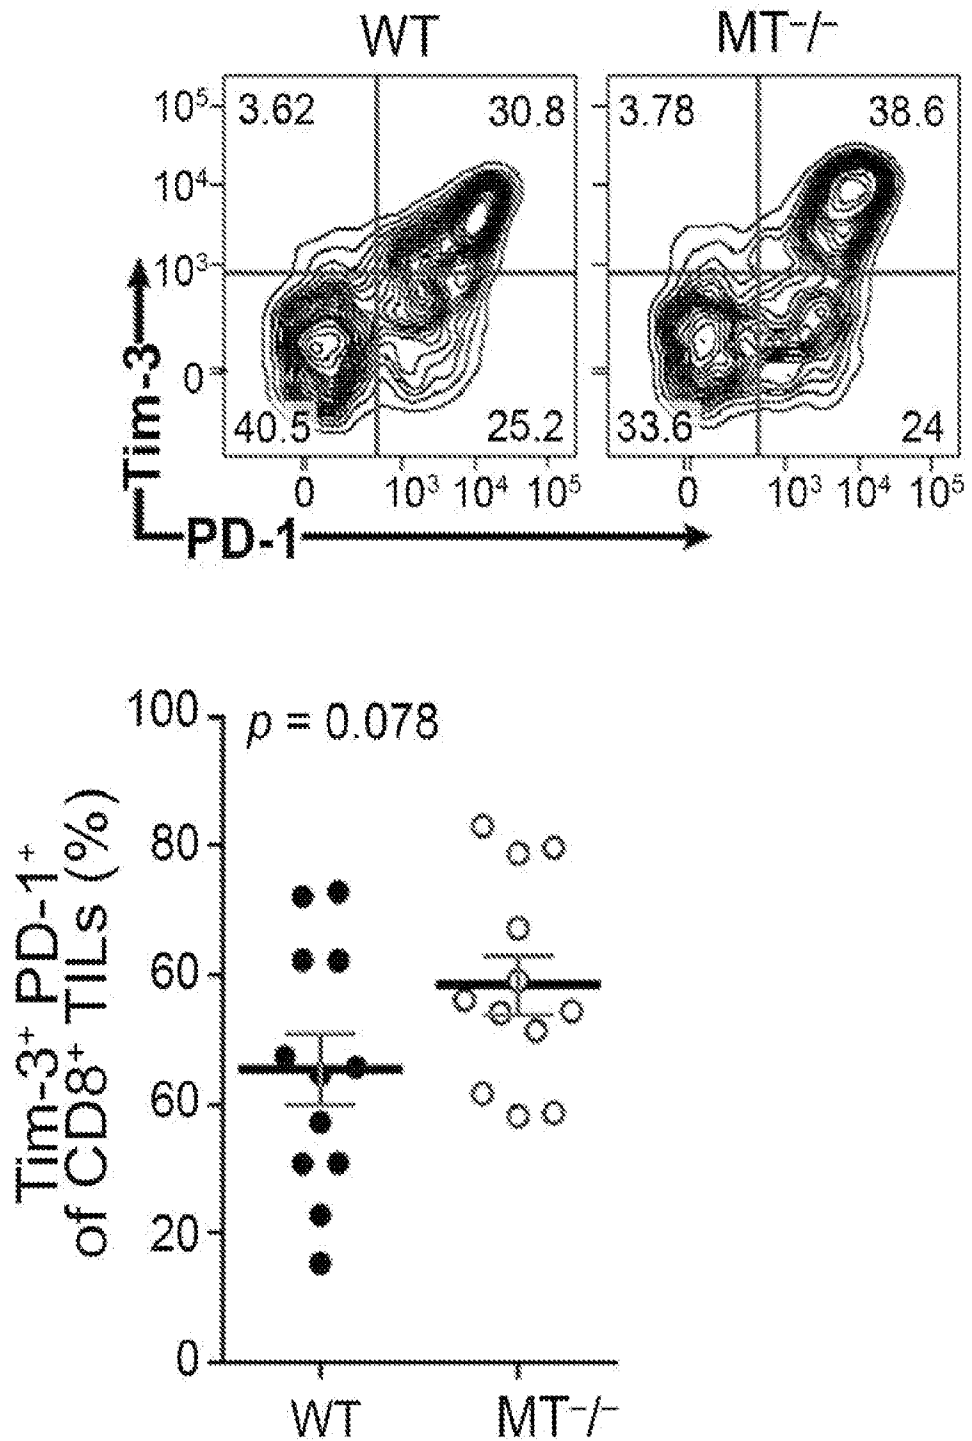 WT MT⁻/⁻
10⁵ 3.62 30.8 3.78 38.6
10⁴
10³
0
40.5 25.2 33.6 24
0 10³ 10⁴ 10⁵ 0 10³ 10⁴ 10⁵
Tim-3
PD-1
100 p = 0.078
80
60
60
20
0
Tim-3⁺ PD-1⁺
of CD8⁺ TILs (%)
WT MT⁻/⁻